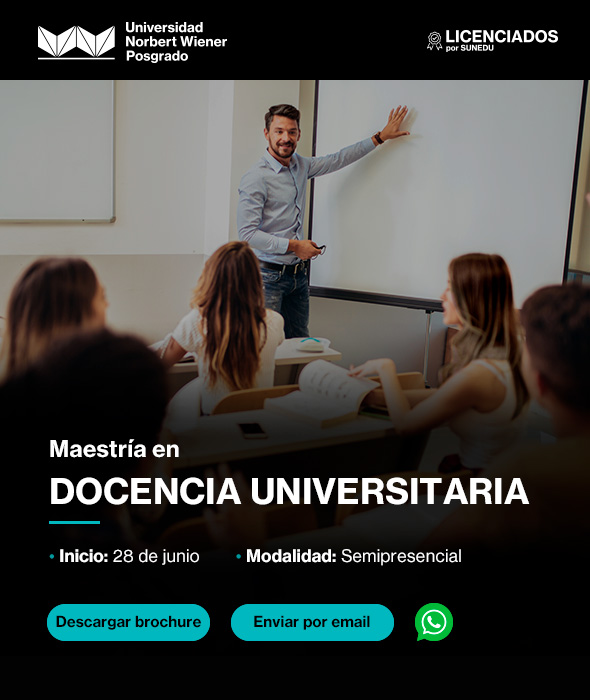 Universidad
Norbert Wiener
Posgrado
LICENCIADOS
por SUNEDU
Maestría en
DOCENCIA UNIVERSITARIA
• Inicio: 28 de junio • Modalidad: Semipresencial
Descargar brochure Enviar por email